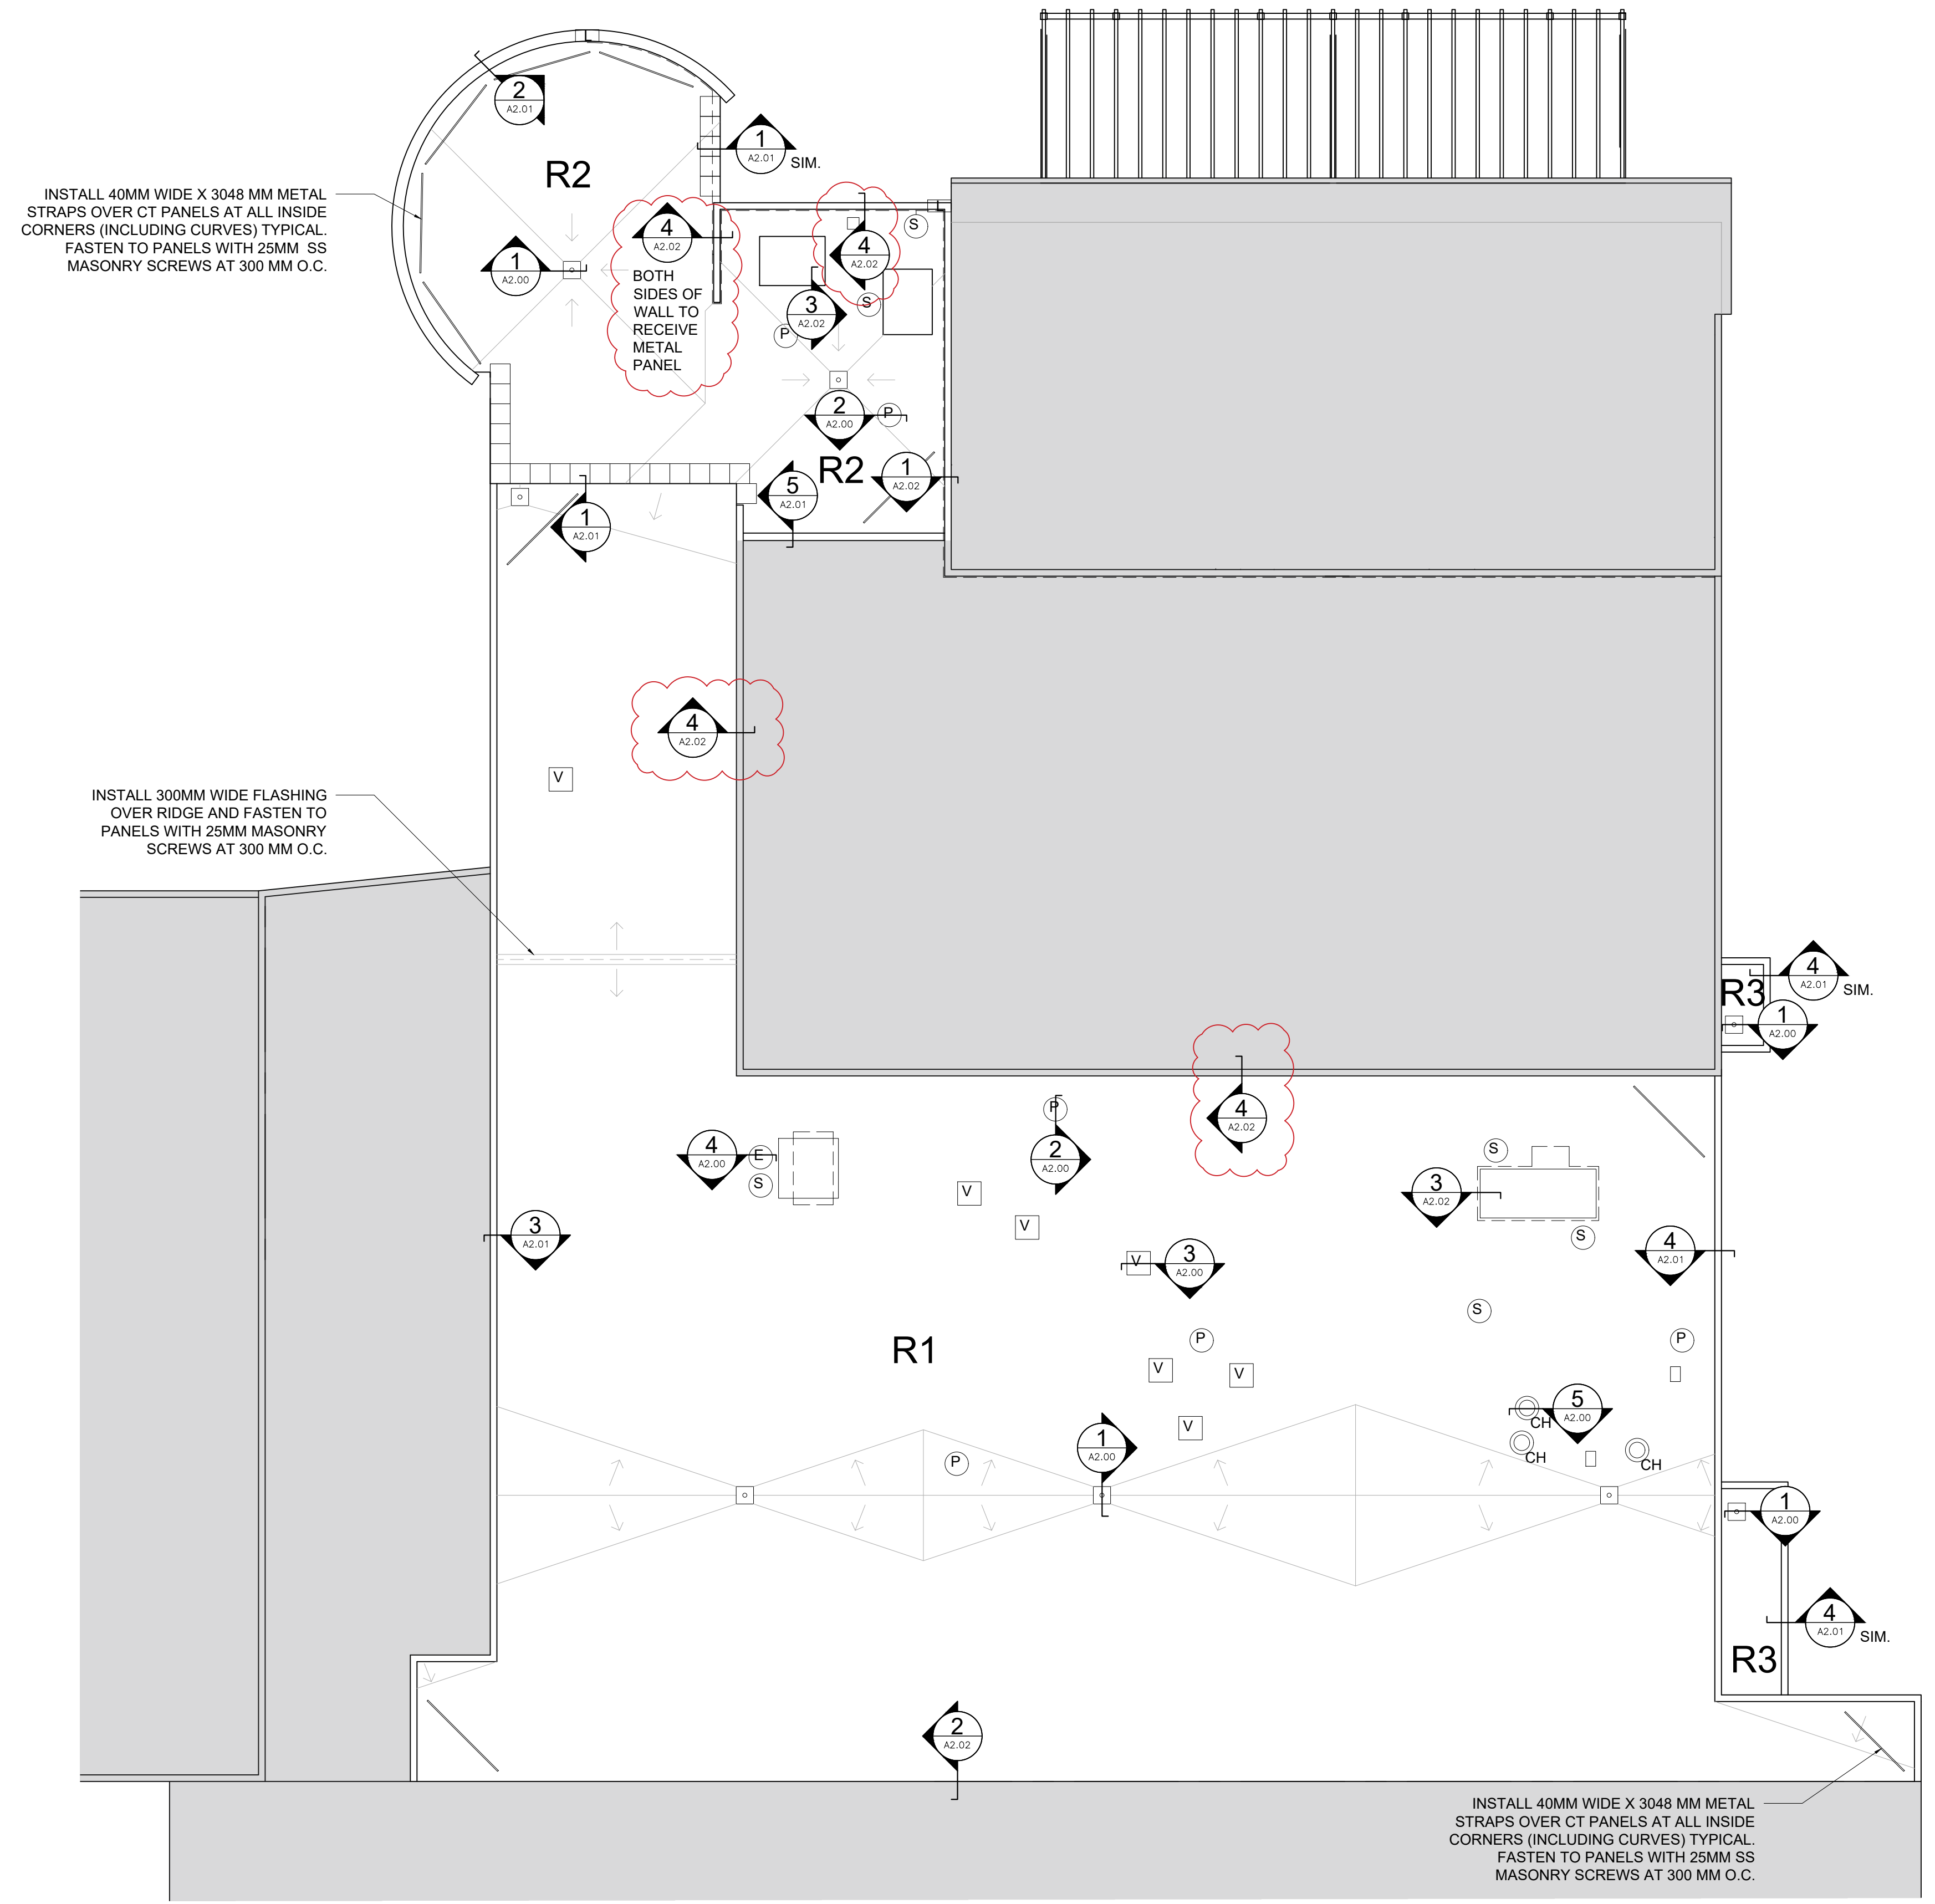 2
A2.01
1
A2.01
SIM.
R2
INSTALL 40MM WIDE X 3048 MM METAL
STRAPS OVER CT PANELS AT ALL INSIDE
CORNERS (INCLUDING CURVES) TYPICAL.
FASTEN TO PANELS WITH 25MM SS
MASONRY SCREWS AT 300 MM O.C.
4
A2.02
S
4
A2.02
1
A2.00
BOTH
SIDES OF
WALL TO
RECEIVE
METAL
PANEL
S
3
A2.02
P
2
A2.00
P
R2
1
A2.02
5
A2.01
1
A2.01
4
A2.02
V
INSTALL 300MM WIDE FLASHING
OVER RIDGE AND FASTEN TO
PANELS WITH 25MM MASONRY
SCREWS AT 300 MM O.C.
4
A2.01
SIM.
R3
1
A2.00
P
4
A2.02
4
A2.00
E
S
2
A2.00
S
V
3
A2.02
V
3
A2.01
S
V
3
A2.00
4
A2.01
S
P
P
R1
V
V
5
A2.00
CH
V
1
A2.00
CH
CH
P
1
A2.00
4
A2.01
SIM.
R3
2
A2.02
INSTALL 40MM WIDE X 3048 MM METAL
STRAPS OVER CT PANELS AT ALL INSIDE
CORNERS (INCLUDING CURVES) TYPICAL.
FASTEN TO PANELS WITH 25MM SS
MASONRY SCREWS AT 300 MM O.C.